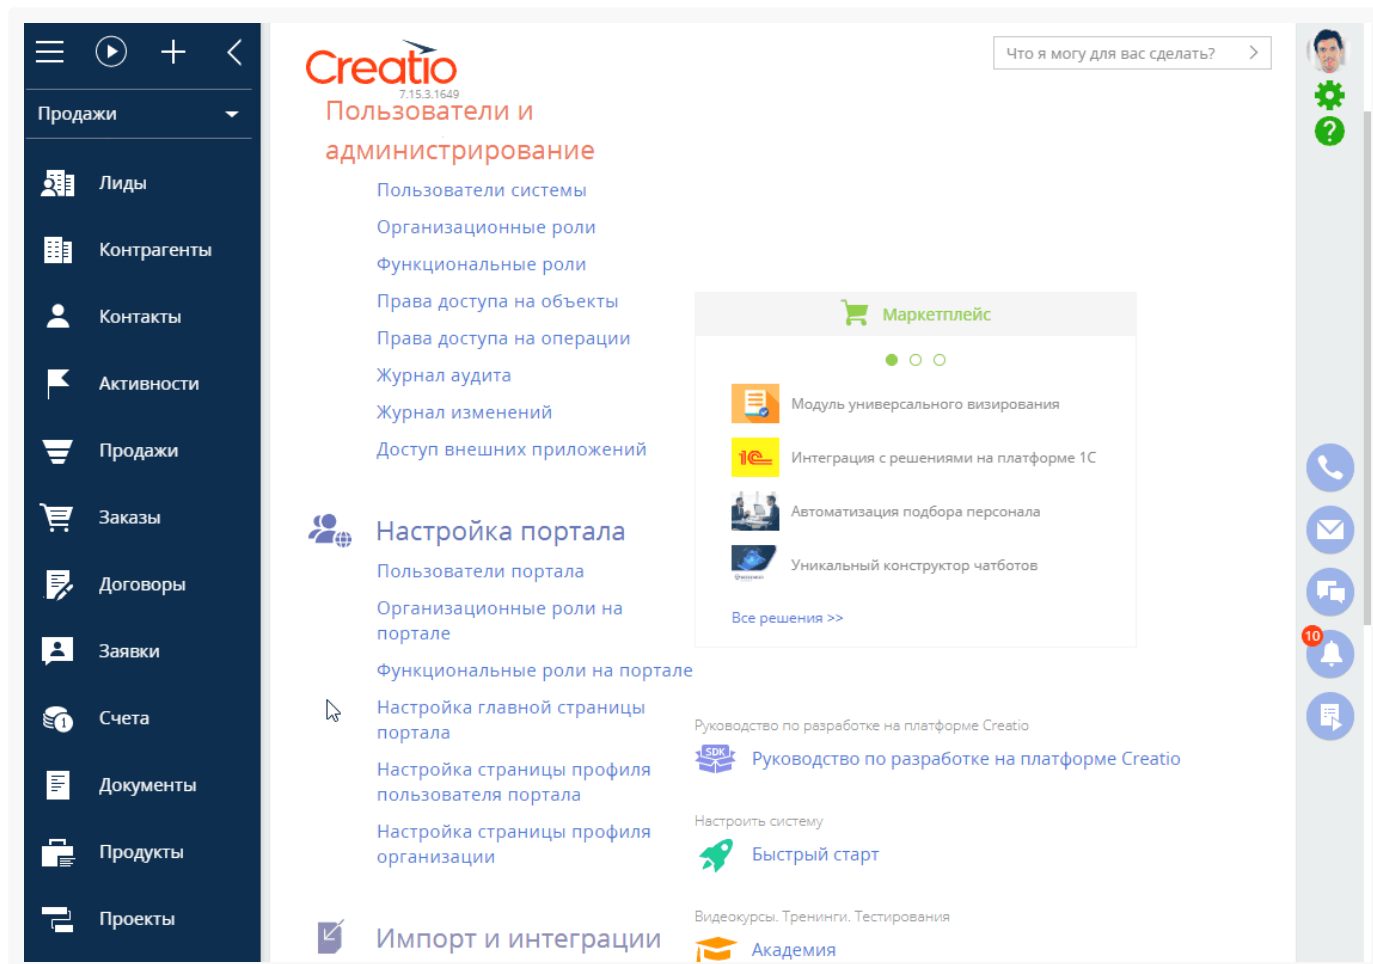 Продажи
Лиды
Контрагенты
Контакты
Активности
Продажи
Заказы
Договоры
Заявки
Счета
Документы
Продукты
Проекты
Creatio
7.15.3.1649
Что я могу для вас сделать?
Пользователи и
администрирование
Пользователи системы
Организационные роли
Функциональные роли
Права доступа на объекты
Права доступа на операции
Журнал аудита
Журнал изменений
Доступ внешних приложений
Настройка портала
Пользователи портала
Организационные роли на
портале
Функциональные роли на портале
Настройка главной страницы
портала
Настройка страницы профиля
пользователя портала
Настройка страницы профиля
организации
Импорт и интеграции
Маркетплейс
Модуль универсального визирования
1С
Интеграция с решениями на платформе 1С
Автоматизация подбора персонала
Уникальный конструктор чатботов
Все решения >>
Руководство по разработке на платформе Creatio
SDK
Руководство по разработке на платформе Creatio
Настроить систему
Быстрый старт
Видеокурсы. Тренинги. Тестирования
Академия
?
10